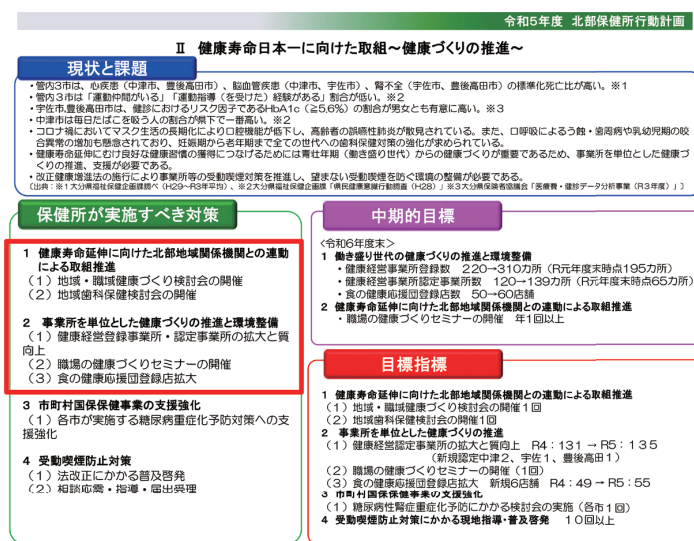 令和5年度 北部保健所行動計画
Ⅱ 健康寿命日本一に向けた取組～健康づくりの推進～
現状と課題
・管内3市は、心疾患（中津市、豊後高田市）、脳血管疾患（中津市、宇佐市）、腎不全（宇佐市、豊後高田市）の標準化死亡比が高い。※1
・管内3市は「運動仲間がいる」「運動指導（を受けた）経験がある」割合が低い。※2
・宇佐市,豊後高田市は、健診におけるリスク因子であるHbA1c（≧5.6%）の割合が男女とも有意に高い。※3
・中津市は毎日たばこを吸う人の割合が県下で一番高い。※2
・コロナ禍においてマスク生活の長期化により口腔機能が低下し、高齢者の誤嚥性肺炎が散見されている。また、口呼吸によるう蝕・歯周病や乳幼児期の咬
合異常の増加も懸念されており、妊娠期から老年期まで全ての世代への歯科保健対策の強化が求められている。
・健康寿命延伸にむけ良好な健康習慣の獲得につなげるためには青壮年期（働き盛り世代）からの健康づくりが重要であるため、事業所を単位とした健康づ
くりの推進、支援が必要である。
・改正健康増進法の施行により事業所等の受動喫煙対策を推進し、望まない受動喫煙を防ぐ環境の整備が必要である。
（出典：※1大分県福祉保健企画課調べ（H29～R3年平均）、※2大分県福祉保健企画課「県民健康意識行動調査（H28）」※3大分県保険者協議会「医療費・健診データ分析事業（R3年度）」）
保健所が実施すべき対策
1 健康寿命延伸に向けた北部地域関係機関との連動
による取組推進
（1）地域・職域健康づくり検討会の開催
（2）地域歯科保健検討会の開催
2 事業所を単位とした健康づくりの推進と環境整備
（1）健康経営登録事業所・認定事業所の拡大と質
向上
（2）職場の健康づくりセミナーの開催
（3）食の健康応援団登録店拡大
3 市町村国保保健事業の支援強化
（1）各市が実施する糖尿病重症化予防対策への支
援強化
4 受動喫煙防止対策
（1）法改正にかかる普及啓発
（2）相談応需・指導・届出受理
中期的目標
<令和6年度末>
1 働き盛り世代の健康づくりの推進と環境整備
・健康経営事業所登録数 220→310カ所（R元年度末時点195カ所）
・健康経営事業所認定事業所数 120→139カ所（R元年度末時点65カ所）
・食の健康応援団登録店数 50→60店舗
2 健康寿命延伸に向けた北部地域関係機関との連動による取組推進
・職場の健康づくりセミナーの開催 年1回以上
目標指標
1 健康寿命延伸に向けた北部地域関係機関との連動による取組推進
（1）地域・職域健康づくり検討会の開催1回
（2）地域歯科保健検討会の開催1回
2 事業所を単位とした健康づくりの推進
（1）健康経営認定事業所の拡大と質向上 R4：131 → R5：135
（新規認定中津2、宇佐1、豊後高田1）
（2）職場の健康づくりセミナーの開催（1回）
（3）食の健康応援団登録店拡大 新規6店舗 R4：49 → R5：55
3 市町村国保保健事業の支援強化
（1）糖尿病性腎症重症化予防にかかる検討会の実施（各市1回）
4 受動喫煙防止対策にかかる現地指導・普及啓発 10回以上